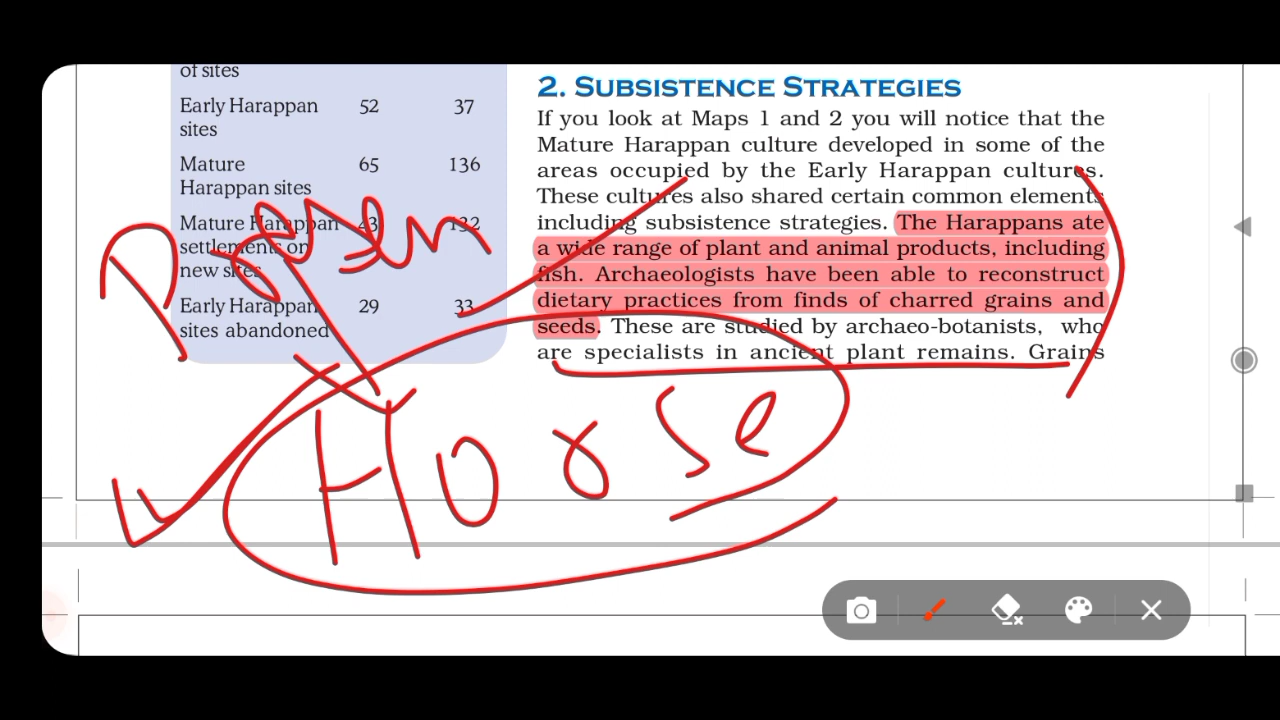 of sites
Early Harappan 52 37
sites
Mature 65 136
Harappan sites
Mature Harappan 43 132
settlements on
new sites
Early Harappan 29 33
sites abandoned
2. SUBSISTENCE STRATEGIES
If you look at Maps 1 and 2 you will notice that the
Mature Harappan culture developed in some of the
areas occupied by the Early Harappan cultures.
These cultures also shared certain common elements
including subsistence strategies. The Harappans ate
a wide range of plant and animal products, including
fish. Archaeologists have been able to reconstruct
dietary practices from finds of charred grains and
seeds. These are studied by archaeo-botanists, who
are specialists in ancient plant remains. Grains
Horse